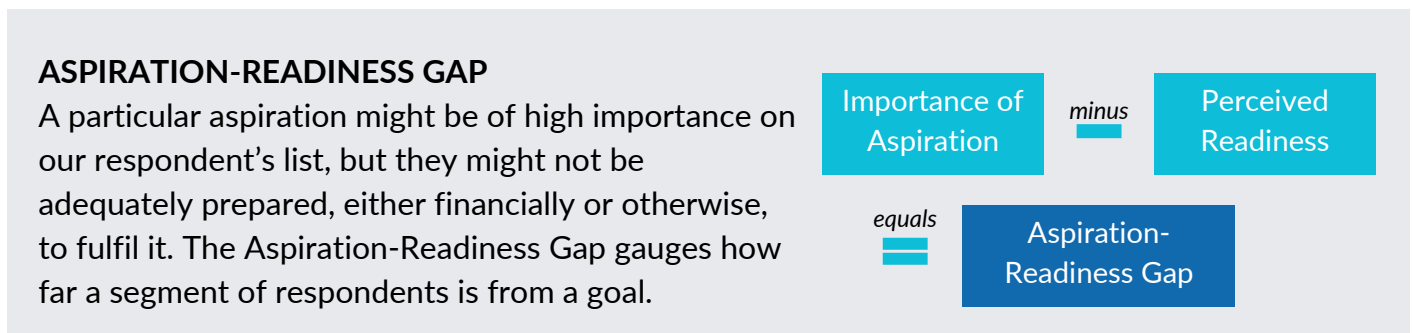 ASPIRATION-READINESS GAP
A particular aspiration might be of high importance on
our respondent’s list, but they might not be
adequately prepared, either financially or otherwise,
to fulfil it. The Aspiration-Readiness Gap gauges how
far a segment of respondents is from a goal.
Importance of
Aspiration
minus
Perceived
Readiness
equals
Aspiration-
Readiness Gap